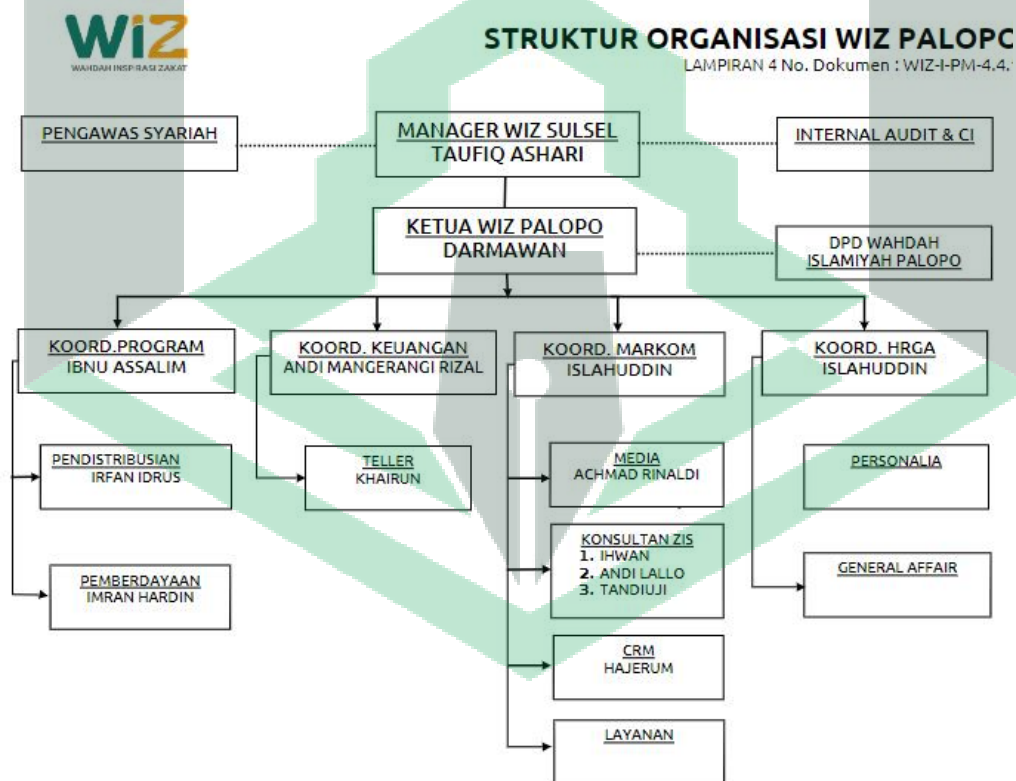 WiZ
WAHDAH INSPIRASI ZAKAT
STRUKTUR ORGANISASI WIZ PALOPO
LAMPIRAN 4 No. Dokumen : WIZ-I-PM-4.4.
PENGAWAS SYARIAH
MANAGER WIZ SULSEL
TAUFIQ ASHARI
INTERNAL AUDIT & CI
KETUA WIZ PALOPO
DARMAWAN
DPD WAHDAH
ISLAMIYAH PALOPO
KOORD.PROGRAM
IBNU ASSALIM
KOORD. KEUANGAN
ANDI MANGERANGI RIZAL
KOORD. MARKOM
ISLAHUDDIN
KOORD. HRGA
ISLAHUDDIN
PENDISTRIBUSIAN
IRFAN IDRUS
TELLER
KHAIRUN
MEDIA
ACHMAD RINALDI
PERSONALIA
PEMBERDAYAAN
IMRAN HARDIN
KONSULTAN ZIS
1. IHWAN
2. ANDI LALLO
3. TANDIUJI
GENERAL AFFAIR
CRM
HAJERUM
LAYANAN